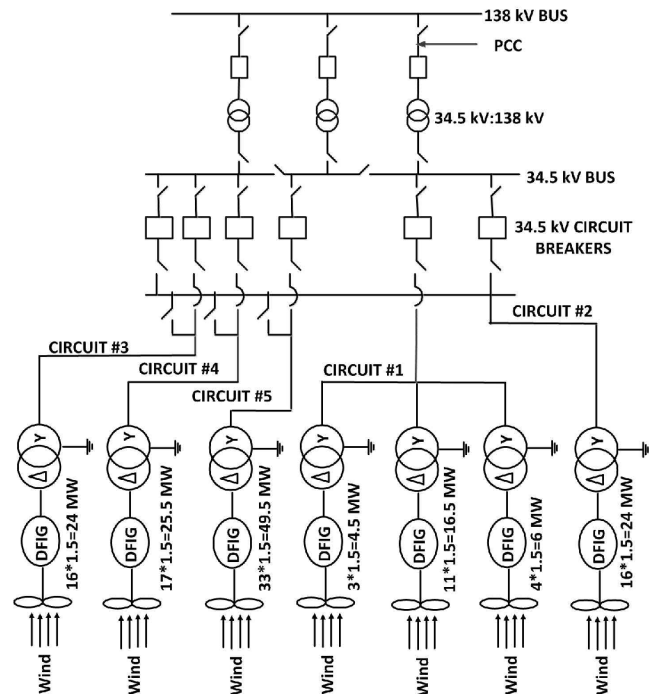 138 kV BUS
PCC
34.5 kV:138 kV
34.5 kV BUS
34.5 kV CIRCUIT
BREAKERS
CIRCUIT #2
CIRCUIT #3
CIRCUIT #4
CIRCUIT #1
CIRCUIT #5
Y
Y
Y
Y
Y
Y
Y
Δ
Δ
Δ
Δ
Δ
Δ
Δ
DFIG
16*1.5=24 MW
DFIG
17*1.5=25.5 MW
DFIG
33*1.5=49.5 MW
DFIG
3*1.5=4.5 MW
DFIG
11*1.5=16.5 MW
DFIG
4*1.5=6 MW
DFIG
16*1.5=24 MW
Wind
Wind
Wind
Wind
Wind
Wind
Wind